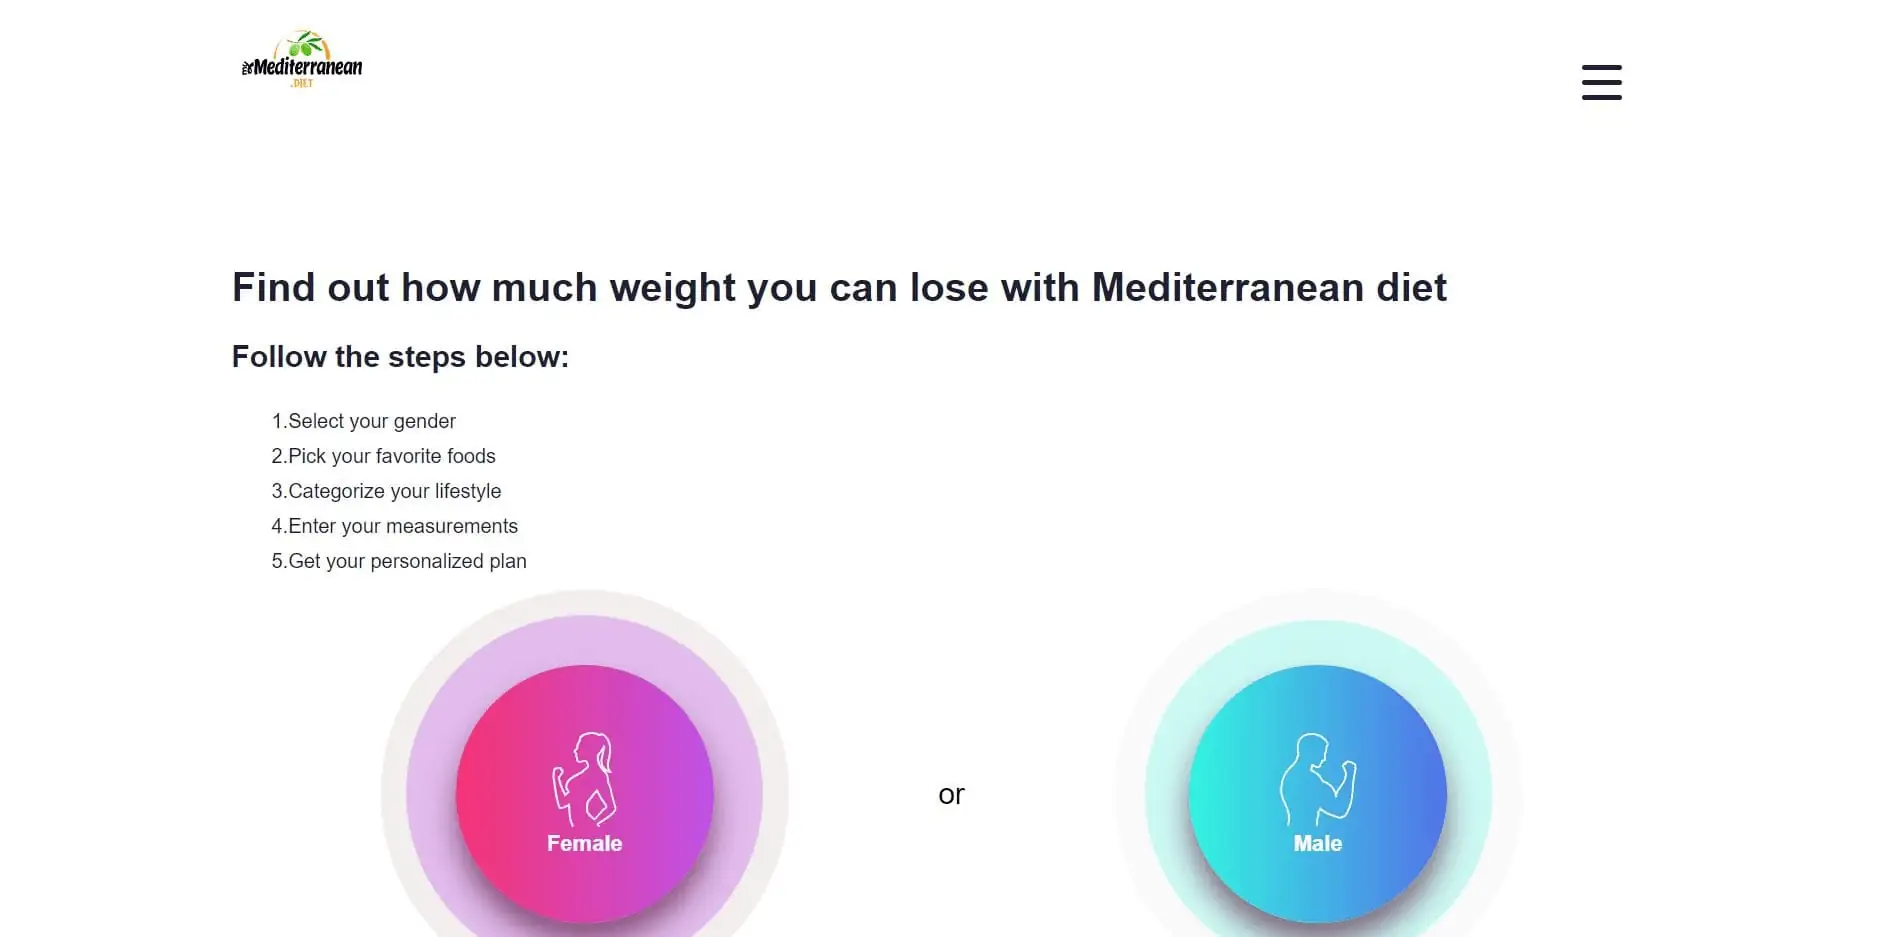 my Mediterranean
.DIET
Find out how much weight you can lose with Mediterranean diet
Follow the steps below:
1.Select your gender
2.Pick your favorite foods
3.Categorize your lifestyle
4.Enter your measurements
5.Get your personalized plan
or
Female
Male